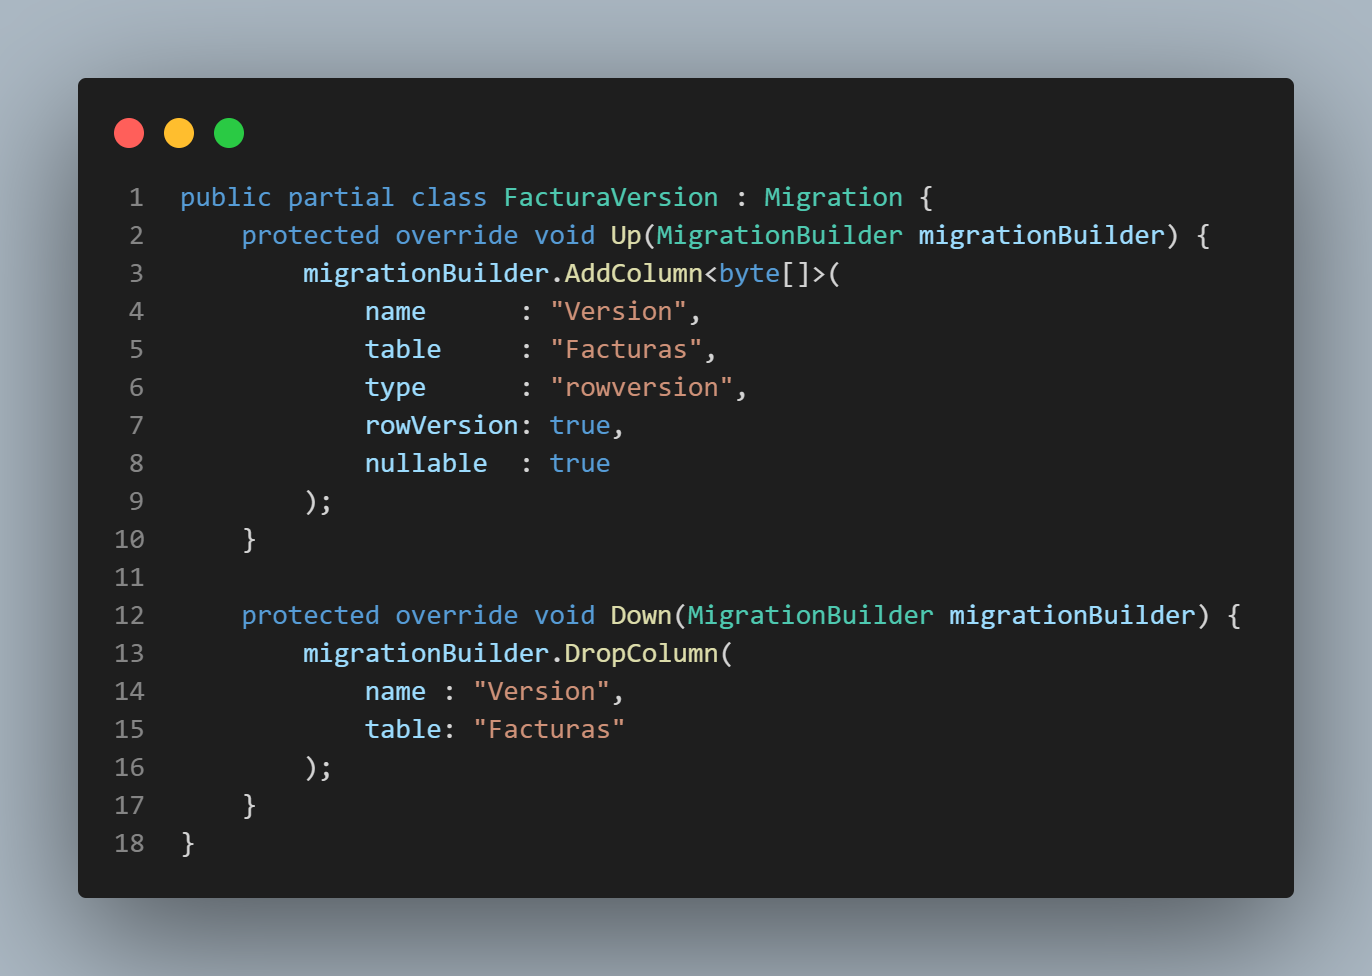 1 public partial class FacturaVersion : Migration {
2     protected override void Up(MigrationBuilder migrationBuilder) {
3         migrationBuilder.AddColumn<byte[]>(
4             name      : "Version",
5             table     : "Facturas",
6             type      : "rowversion",
7             rowVersion: true,
8             nullable  : true
9         );
10     }
11
12     protected override void Down(MigrationBuilder migrationBuilder) {
13         migrationBuilder.DropColumn(
14             name : "Version",
15             table: "Facturas"
16         );
17     }
18 }